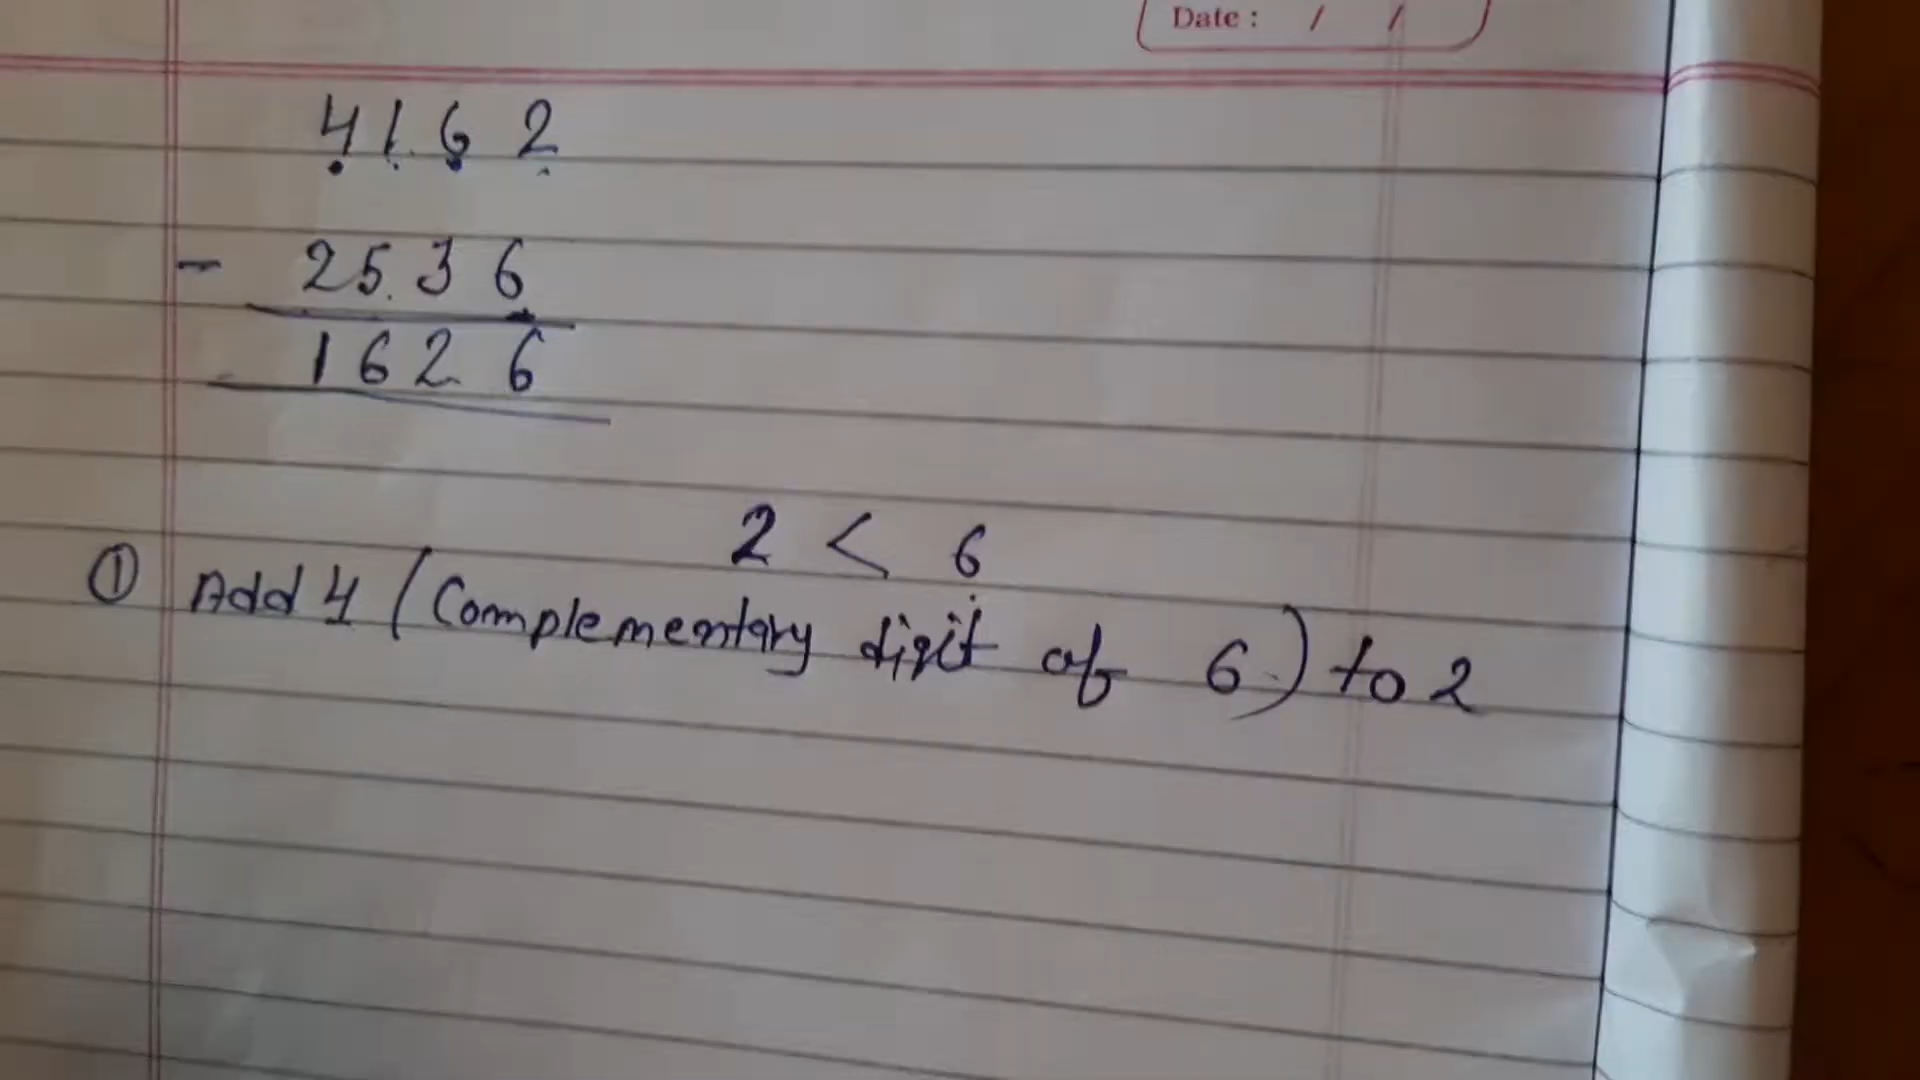 Date : / /
4162
- 2536
1626
2 < 6
① Add 4 (Complementary digit of 6) to 2